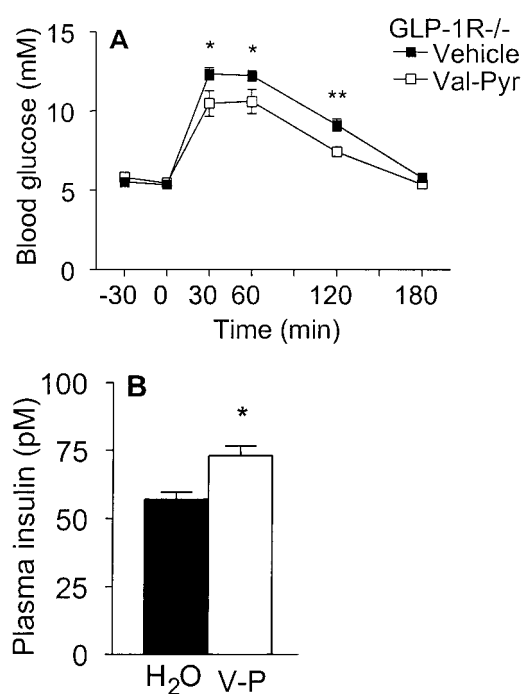 A
GLP-1R-/-
Vehicle
Val-Pyr
* *
**
Blood glucose (mM)
15
10
5
0
-30 0 30 60 120 180
Time (min)
B
*
Plasma insulin (pM)
100
75
50
25
0
H₂O V-P